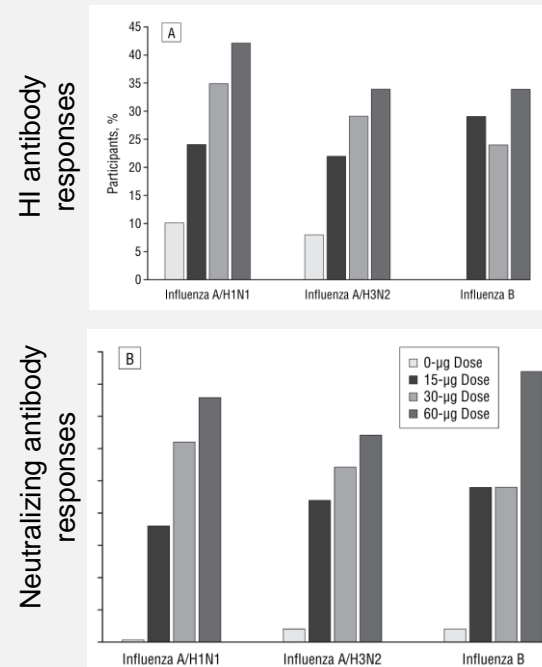 HI antibody
responses
A
Participants, %
45
40
35
30
25
20
15
10
5
0
Influenza A/H1N1
Influenza A/H3N2
Influenza B
Neutralizing antibody
responses
B
0-µg Dose
15-µg Dose
30-µg Dose
60-µg Dose
Influenza A/H1N1
Influenza A/H3N2
Influenza B